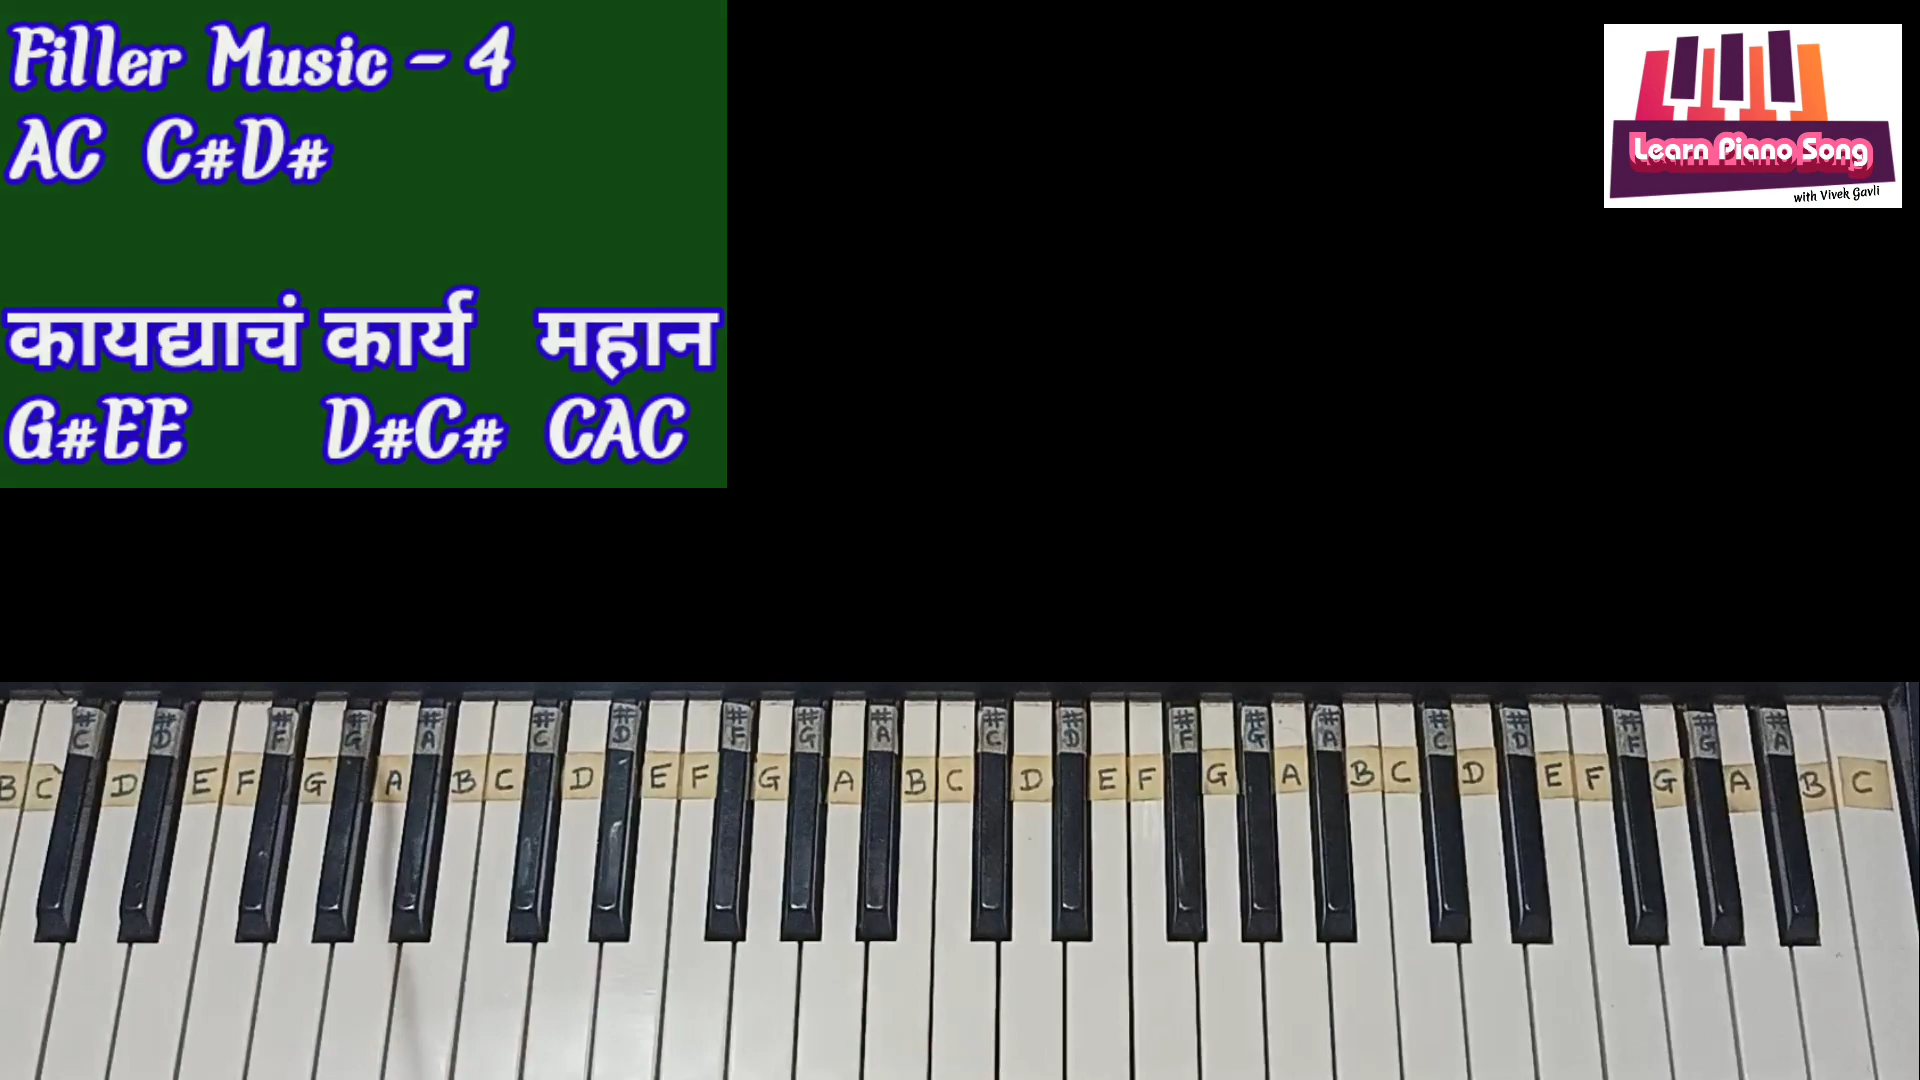 Filler Music - 4
AC C#D#
कायद्याचं कार्य महान
G#EE D#C# CAC
Learn Piano Song
with Vivek Gavli
# C # D # F # G # A # C # D # F # G # A # C # D # F # G # A # C # D # F # G # A
B C D E F G A B C D E F G A B C D E F G A B C D E F G A B C